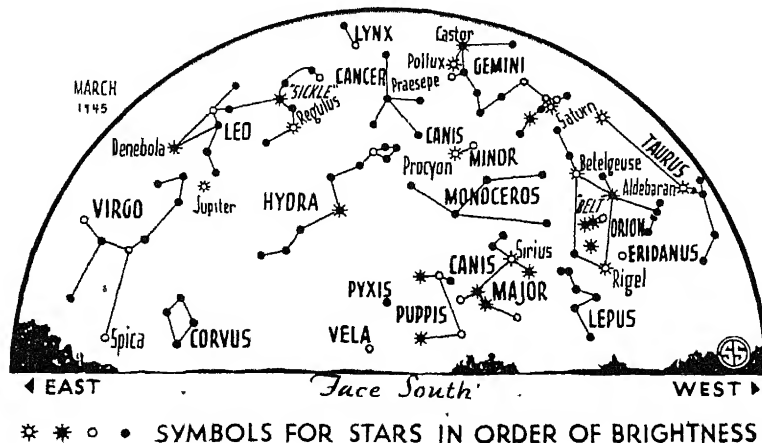 LYNX
Castor
Pollux
GEMINI
MARCH
1945
"SICKLE"
CANCER
Praesepe
Regulus
Saturn
LEO
Denebola
CANIS
MINOR
Procyon
TAURUS
Betelgeuse
Aldebaran
Jupiter
HYDRA
MONOCEROS
VIRGO
BELT
ORION
ERIDANUS
CANIS
Sirius
MAJOR
Rigel
PYXIS
PUPPIS
LEPUS
Spica
CORVUS
VELA
EAST
"Face South"
WEST
SYMBOLS FOR STARS IN ORDER OF BRIGHTNESS